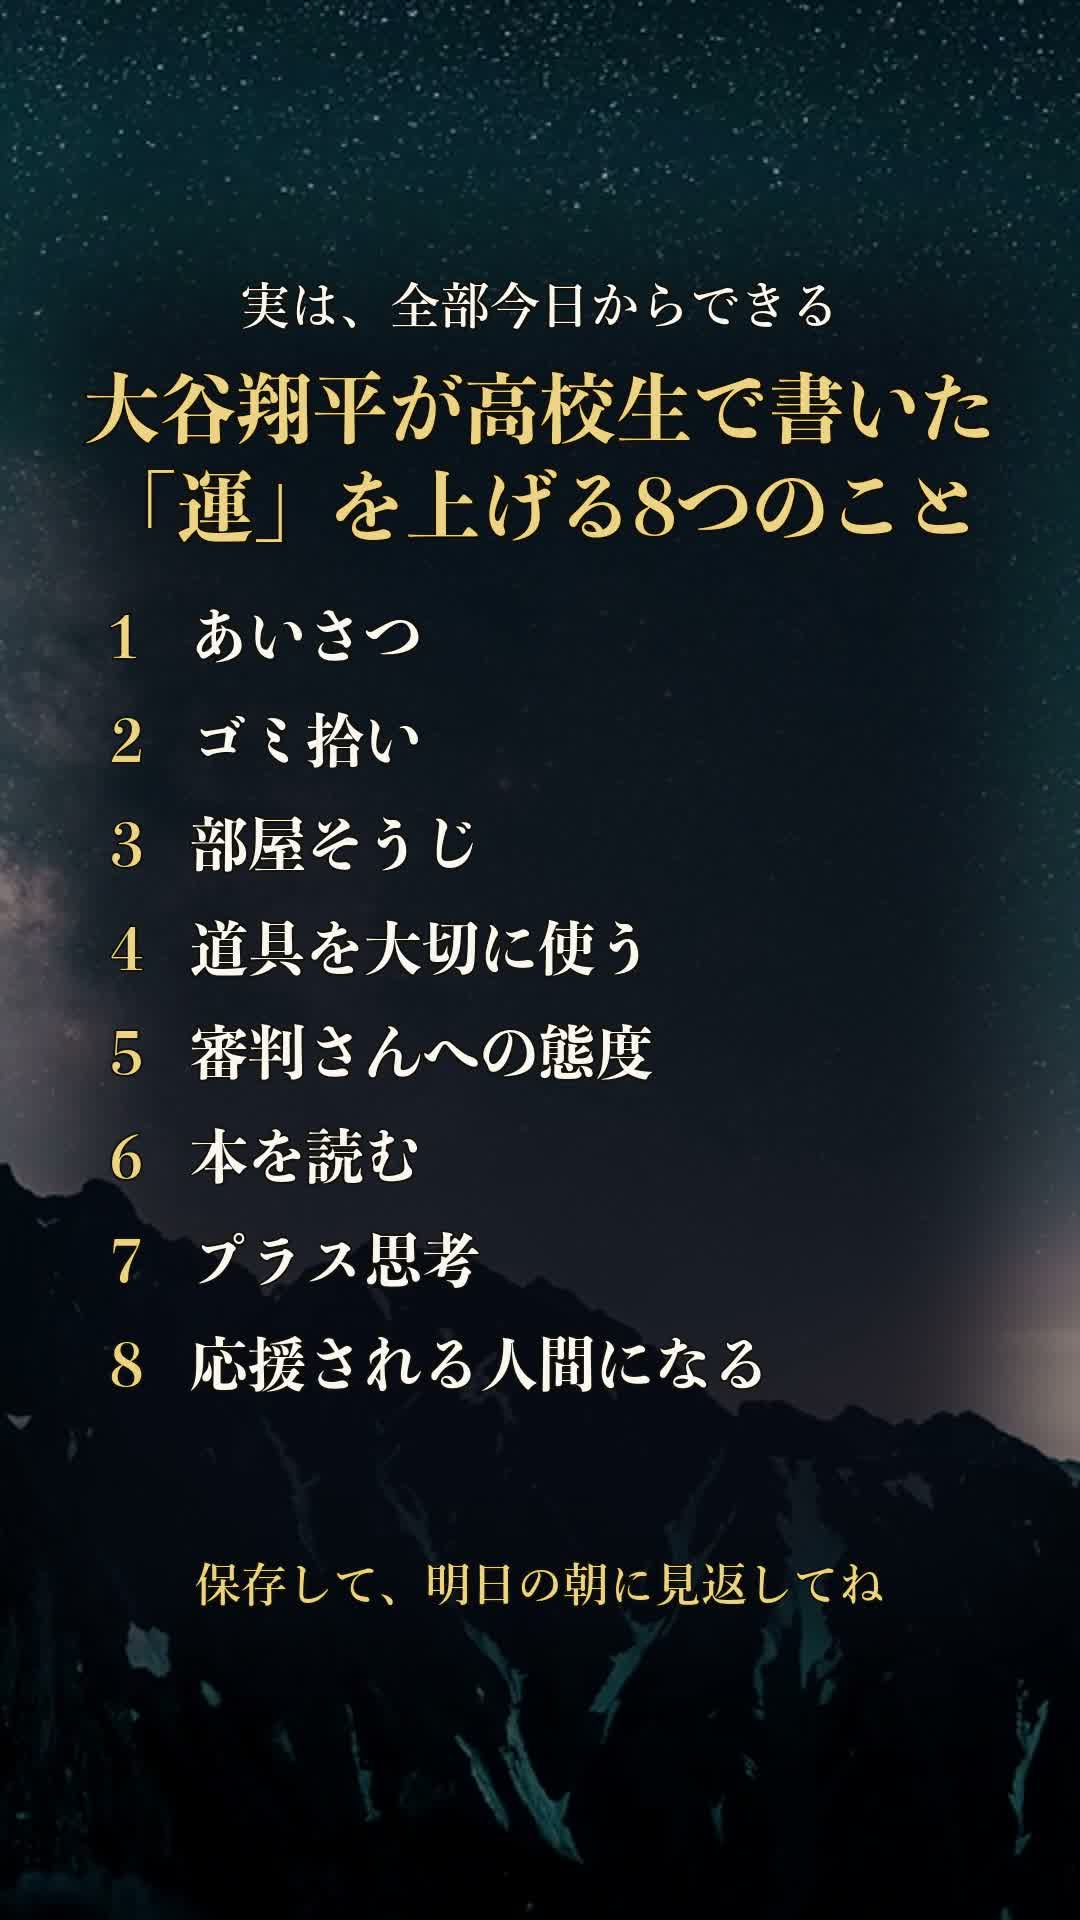 実は、全部今日からできる
大谷翔平が高校生で書いた
「運」を上げる8つのこと
1 あいさつ
2 ゴミ拾い
3 部屋そうじ
4 道具を大切に使う
5 審判さんへの態度
6 本を読む
7 プラス思考
8 応援される人間になる
保存して、明日の朝に見返してね